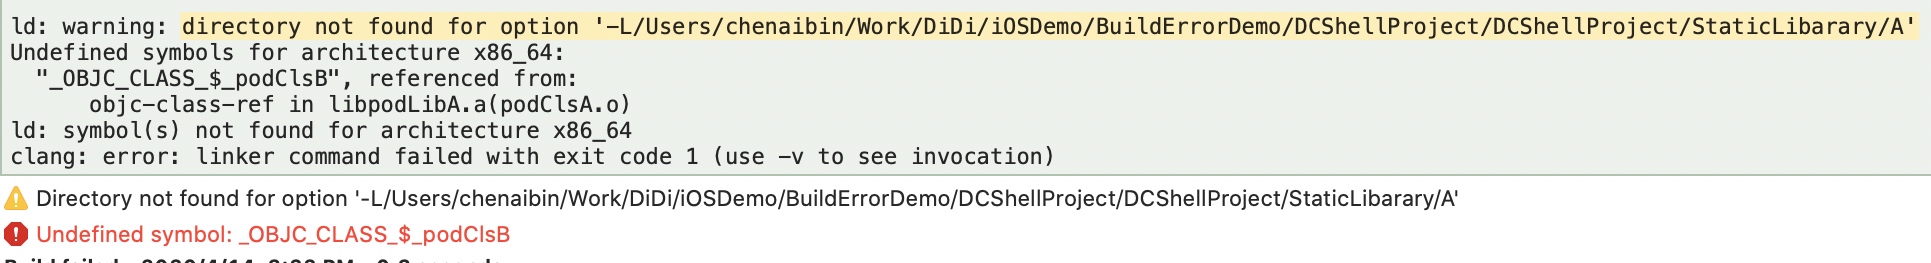 ld: warning: directory not found for option '-L/Users/chenaibin/Work/DiDi/iOSDemo/BuildErrorDemo/DCShellProject/DCShellProject/StaticLibarary/A'
Undefined symbols for architecture x86_64:
"_OBJC_CLASS_$_podClsB", referenced from:
objc-class-ref in libpodLibA.a(podClsA.o)
ld: symbol(s) not found for architecture x86_64
clang: error: linker command failed with exit code 1 (use -v to see invocation)
Directory not found for option '-L/Users/chenaibin/Work/DiDi/iOSDemo/BuildErrorDemo/DCShellProject/DCShellProject/StaticLibarary/A'
Undefined symbol: _OBJC_CLASS_$_podClsB